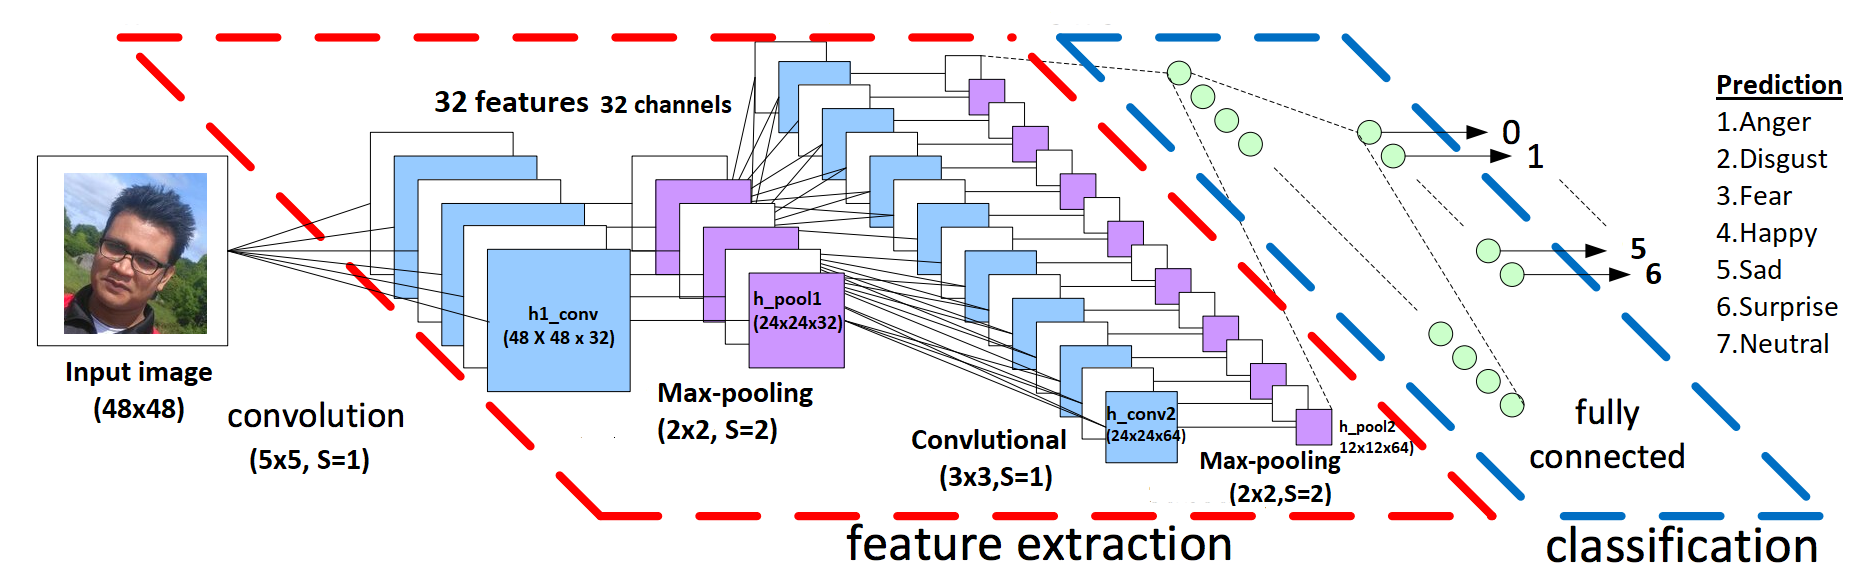 32 features 32 channels
Input image
(48x48)
convolution
(5x5, S=1)
h1_conv
(48 X 48 x 32)
h_pool1
(24x24x32)
Max-pooling
(2x2, S=2)
Convlutional
(3x3,S=1)
h_conv2
(24x24x64)
Max-pooling
(2x2,S=2)
h_pool2
12x12x64)
feature extraction
0
1
5
6
fully
connected
classification
Prediction
1.Anger
2.Disgust
3.Fear
4.Happy
5.Sad
6.Surprise
7.Neutral